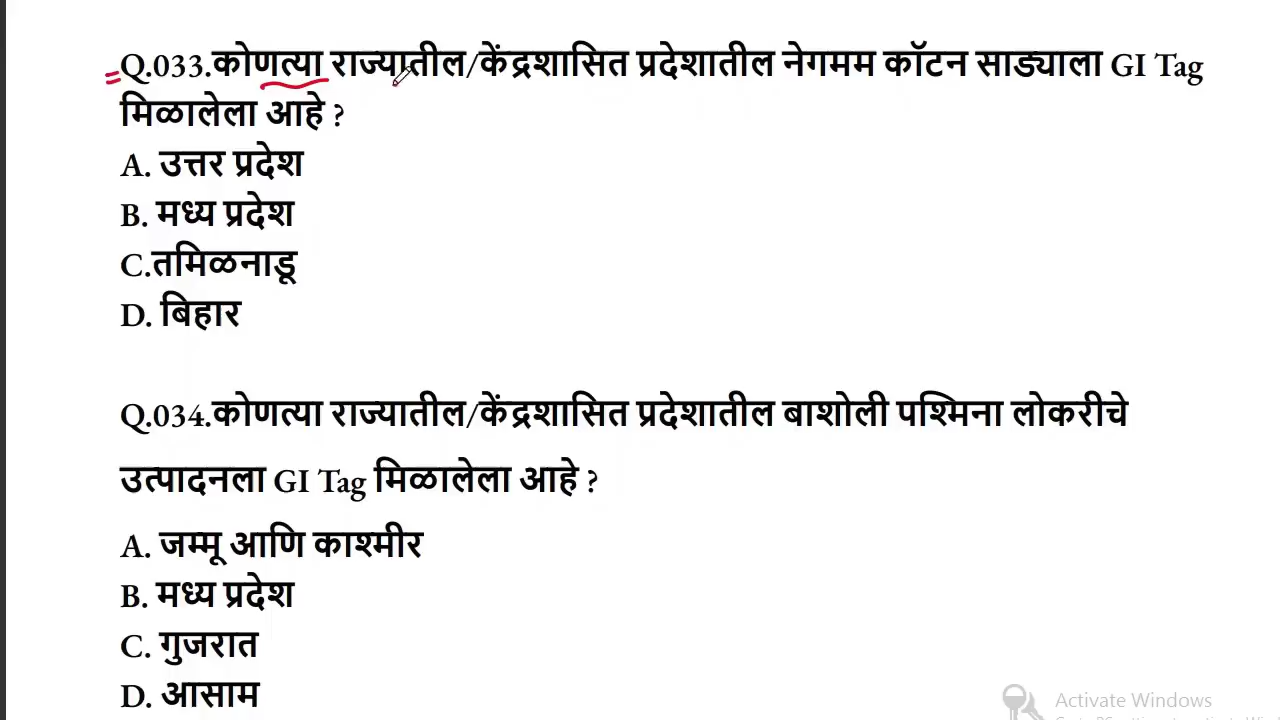 Q.033.कोणत्या राज्यातील/केंद्रशासित प्रदेशातील नेगमम कॉटन साड्याला GI Tag
मिळालेला आहे ?
A. उत्तर प्रदेश
B. मध्य प्रदेश
C.तमिळनाडू
D. बिहार
Q.034.कोणत्या राज्यातील/केंद्रशासित प्रदेशातील बाशोली पश्मिना लोकरीचे
उत्पादनला GI Tag मिळालेला आहे ?
A. जम्मू आणि काश्मीर
B. मध्य प्रदेश
C. गुजरात
D. आसाम
Activate Windows